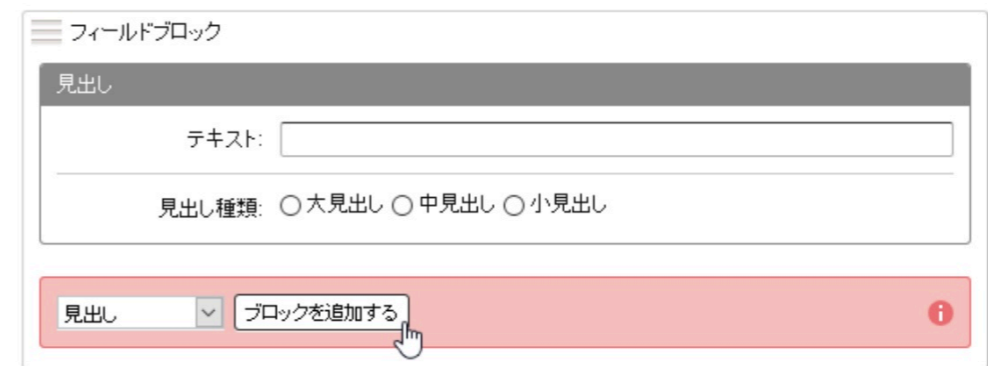 フィールドブロック
見出し
テキスト:
見出し種類: 大見出し 中見出し 小見出し
見出し ブロックを追加する